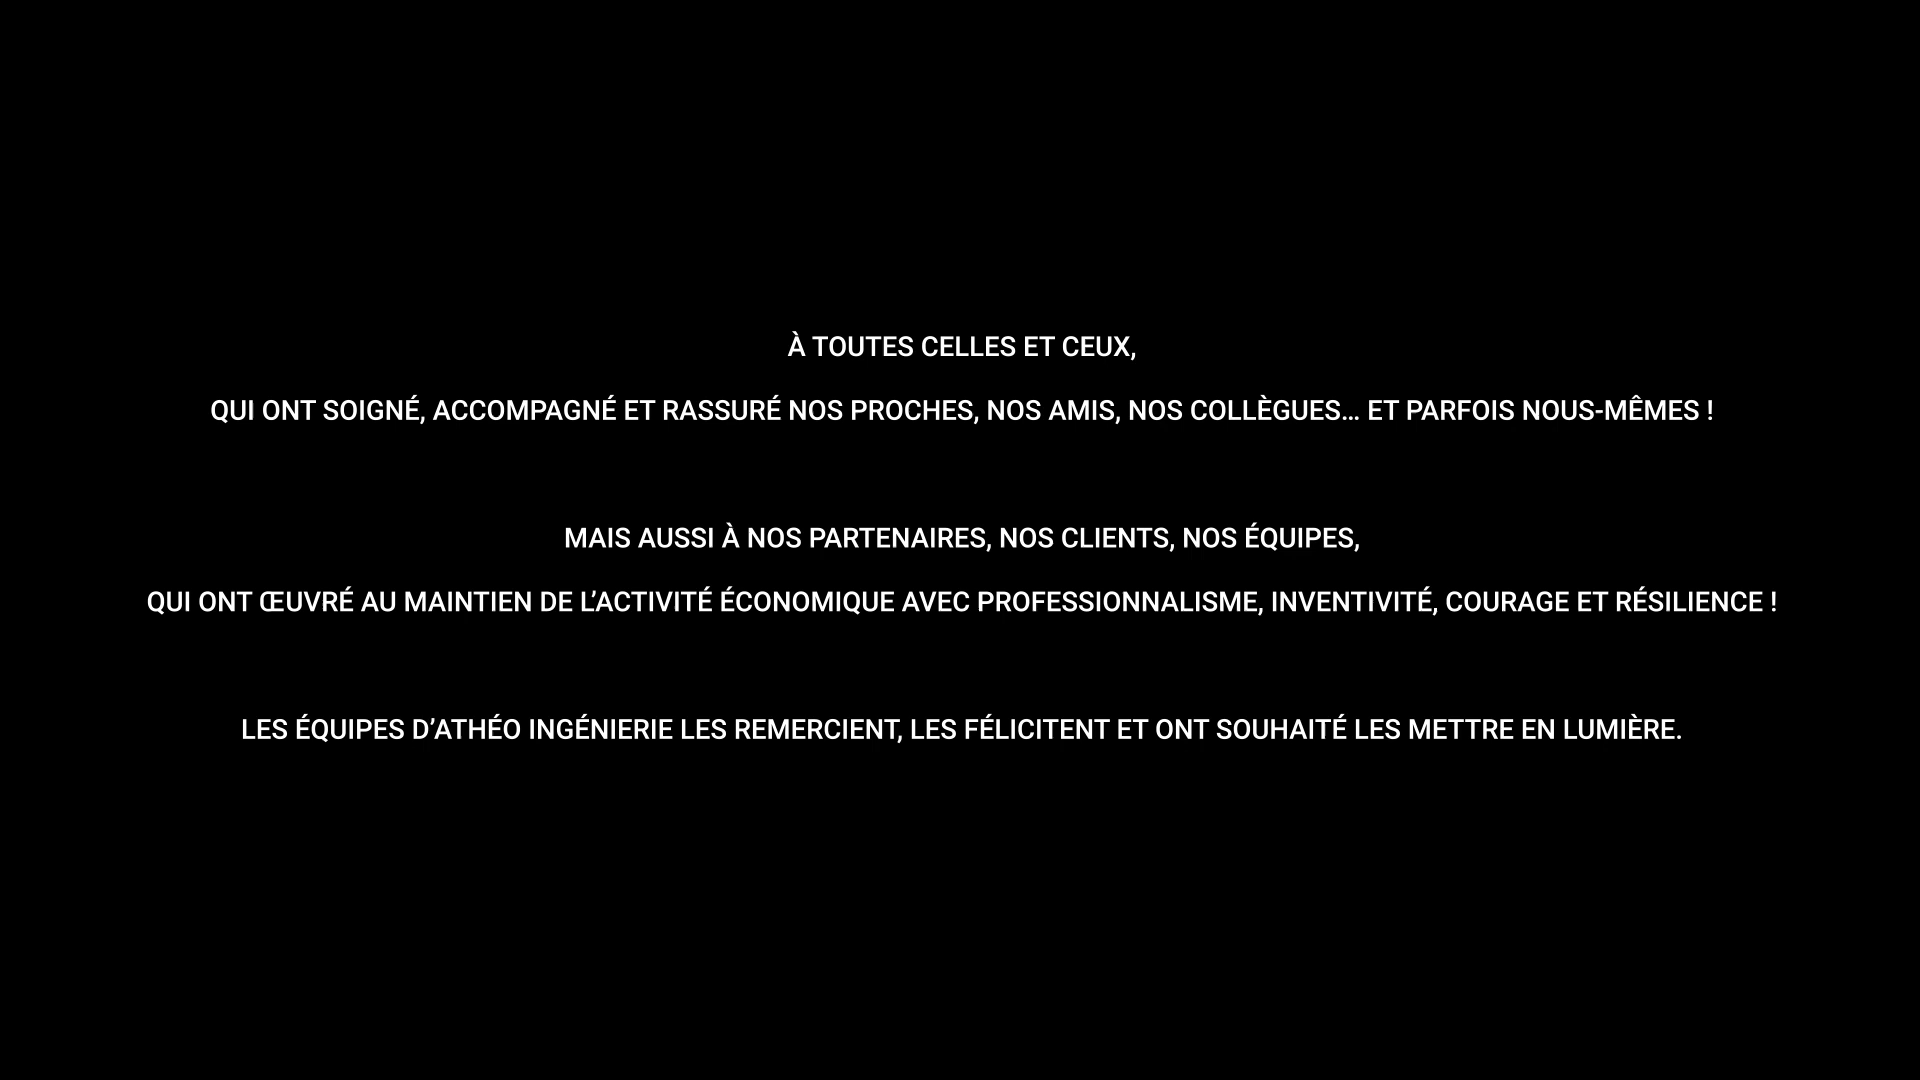 À TOUTES CELLES ET CEUX,
QUI ONT SOIGNÉ, ACCOMPAGNÉ ET RASSURÉ NOS PROCHES, NOS AMIS, NOS COLLÈGUES… ET PARFOIS NOUS-MÊMES !
MAIS AUSSI À NOS PARTENAIRES, NOS CLIENTS, NOS ÉQUIPES,
QUI ONT ŒUVRÉ AU MAINTIEN DE L’ACTIVITÉ ÉCONOMIQUE AVEC PROFESSIONNALISME, INVENTIVITÉ, COURAGE ET RÉSILIENCE !
LES ÉQUIPES D’ATHÉO INGÉNIERIE LES REMERCIENT, LES FÉLICITENT ET ONT SOUHAITÉ LES METTRE EN LUMIÈRE.